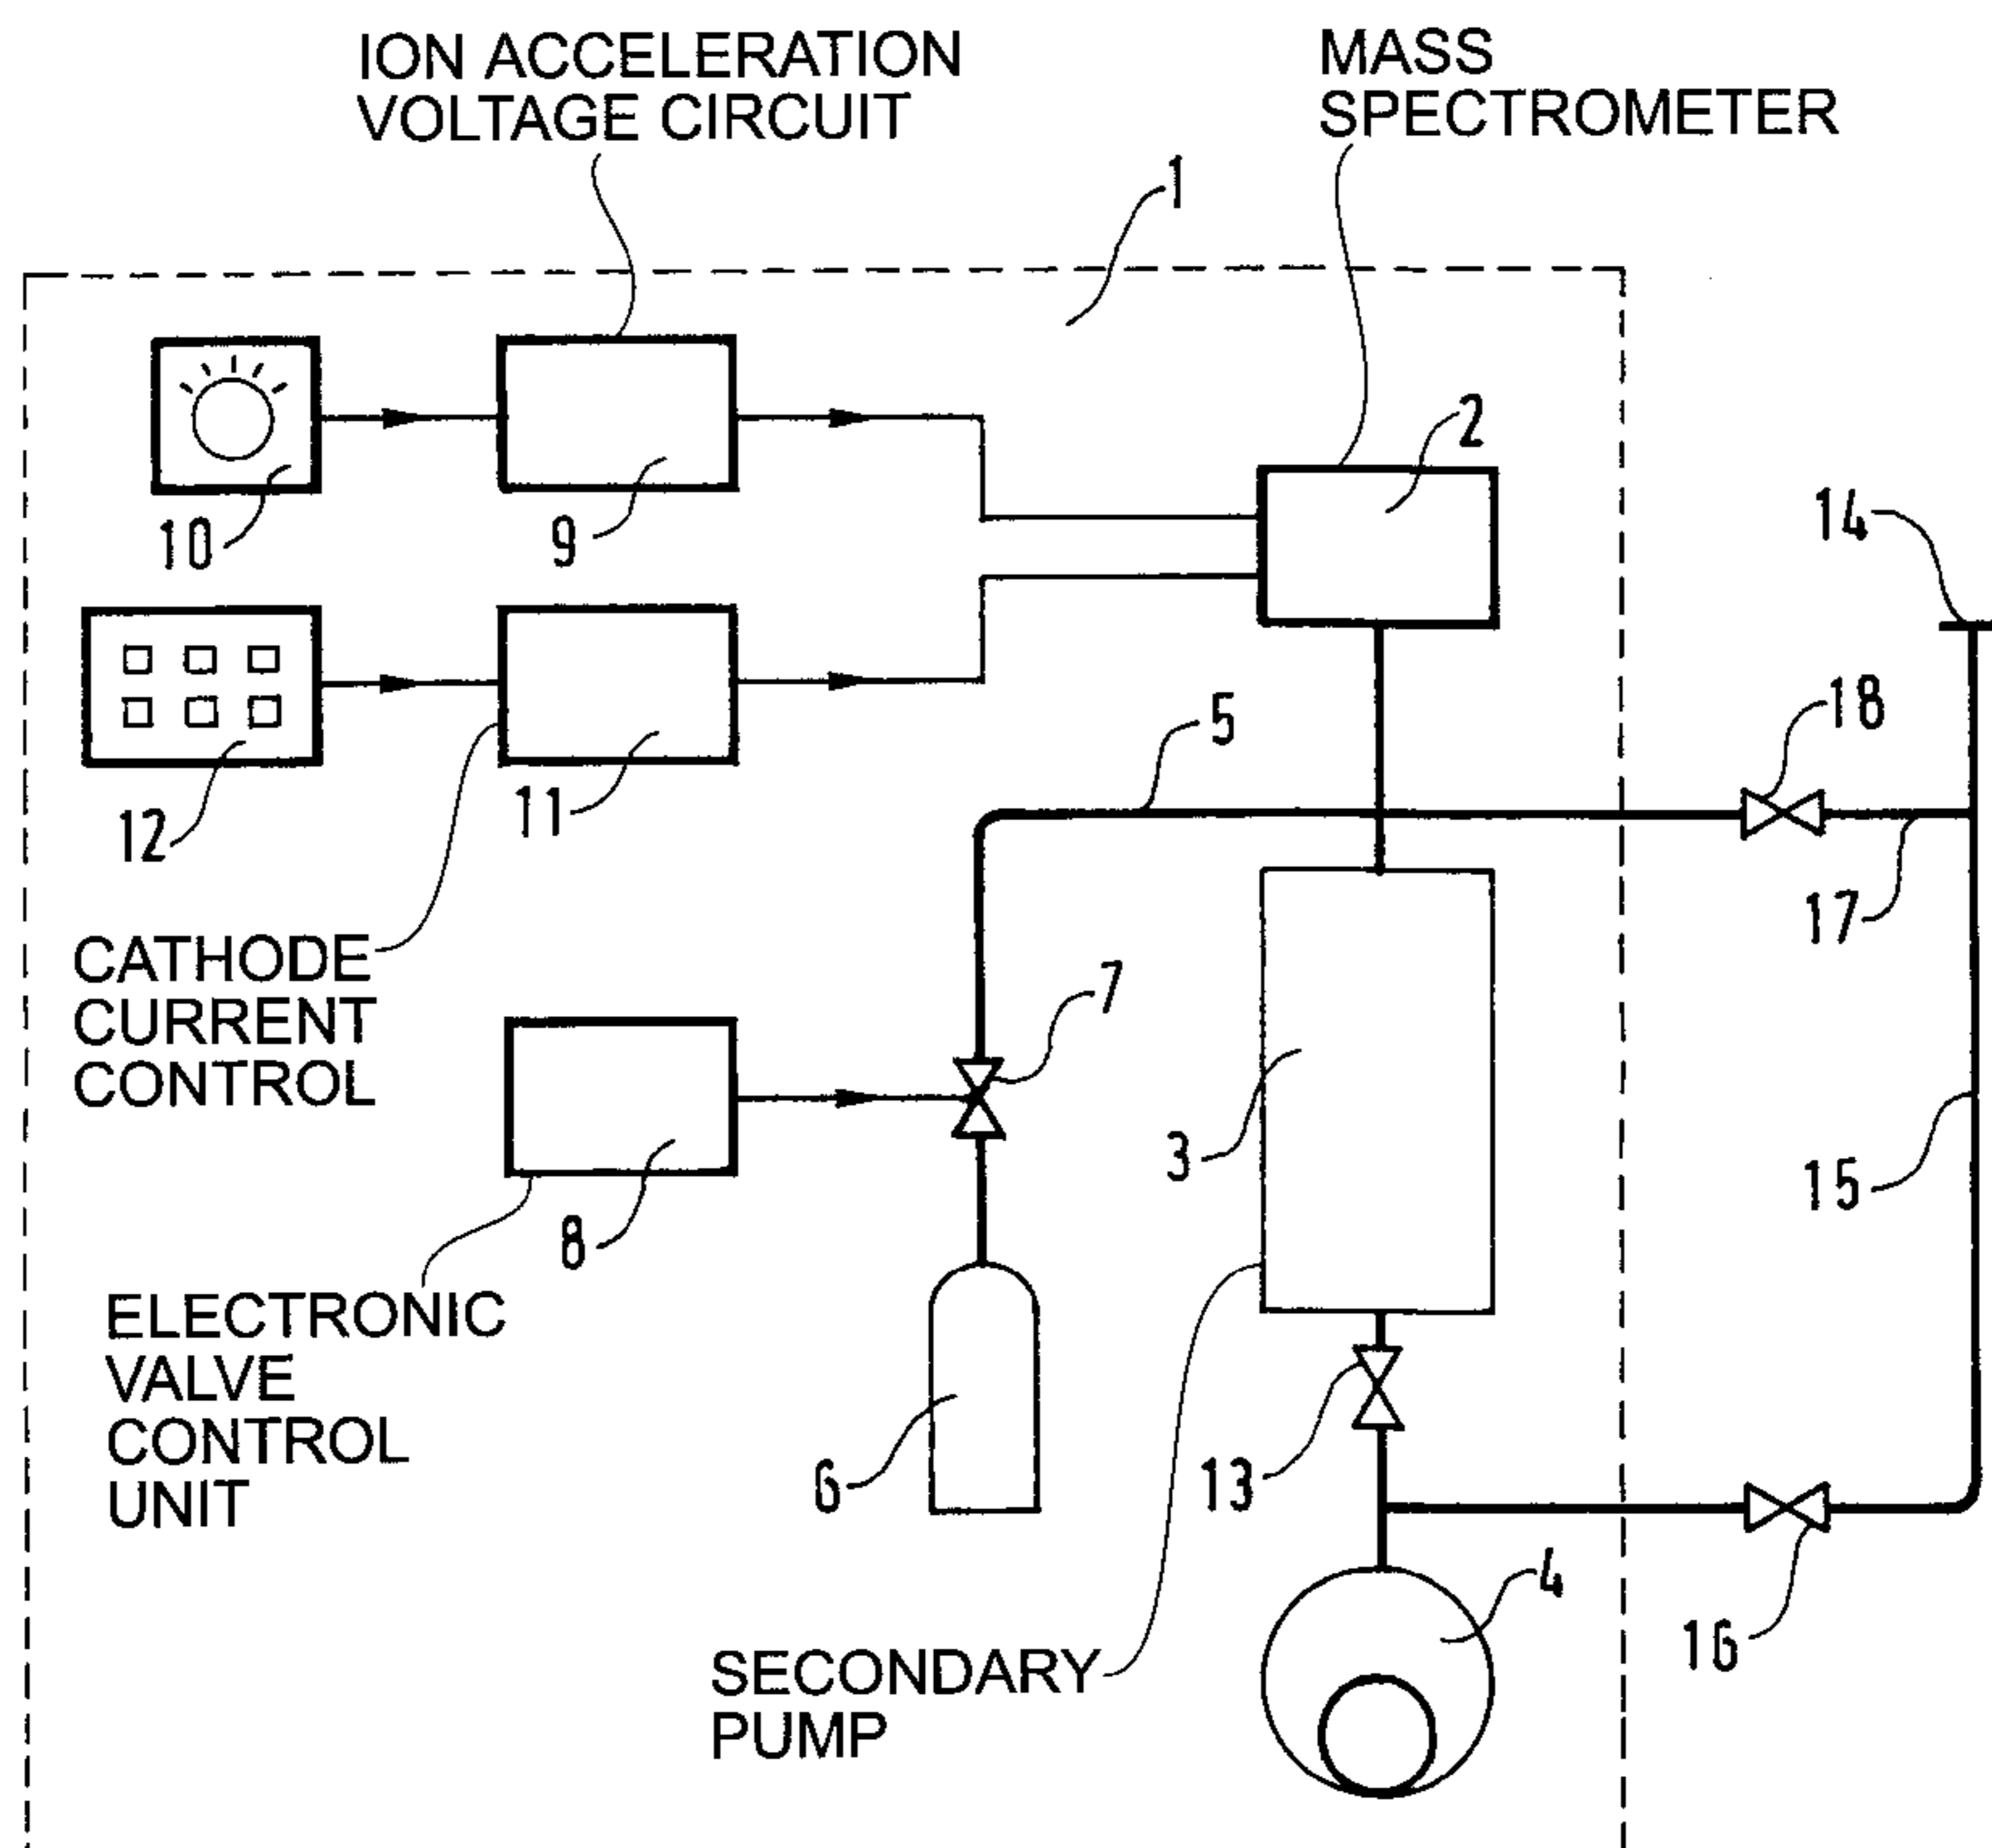 ION ACCELERATION
VOLTAGE CIRCUIT
MASS
SPECTROMETER
1
2
10
9
14
12
11
5
18
17
CATHODE
CURRENT
CONTROL
7
3
15
8
ELECTRONIC
VALVE
CONTROL
UNIT
6
13
4
16
SECONDARY
PUMP